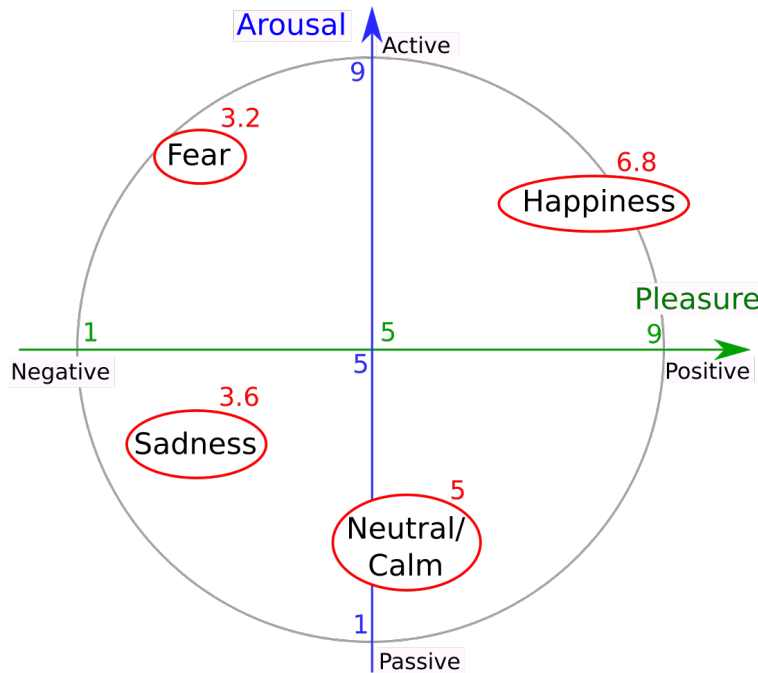 Arousal
Active
9
3.2
Fear
6.8
Happiness
Pleasure
1
5
9
Negative
5
Positive
3.6
Sadness
5
Neutral/
Calm
1
Passive